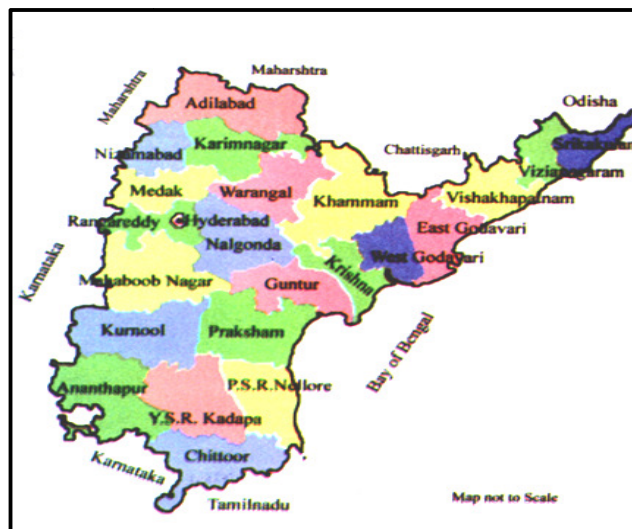 Maharshtra
Maharshtra
Adilabad
Odisha
Nizamabad
Karimnagar
Chattisgarh
Srikakulam
Vizianagaram
Medak
Warangal
Khammam
Vishakhapatnam
Rangareddy
Hyderabad
East Godavari
Nalgonda
West Godavari
Karnataka
Mahaboob Nagar
Guntur
Krishna
Kurnool
Praksham
Bay of Bengal
Ananthapur
P.S.R.Nellore
Y.S.R. Kadapa
Chittoor
Karnataka
Tamilnadu
Map not to Scale